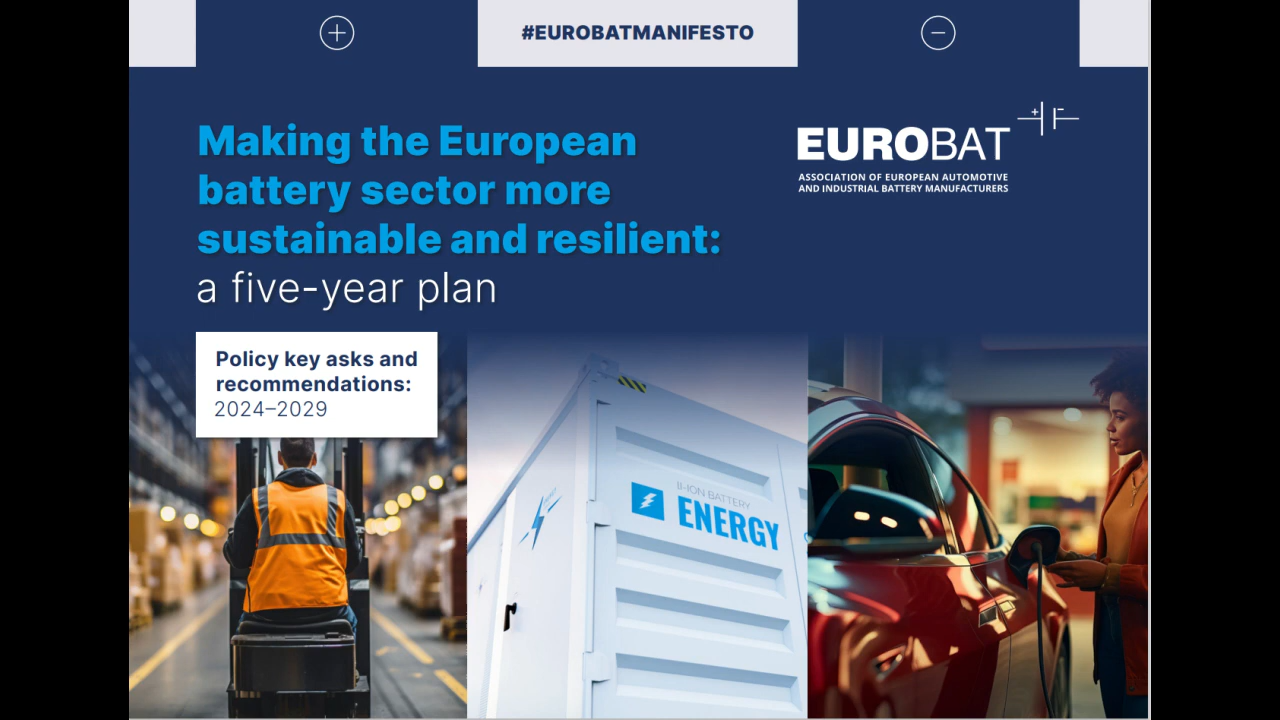 #EUROBATMANIFESTO
Making the European
battery sector more
sustainable and resilient:
a five-year plan
EUROBAT
ASSOCIATION OF EUROPEAN AUTOMOTIVE
AND INDUSTRIAL BATTERY MANUFACTURERS
Policy key asks and
recommendations:
2024–2029
LI-ION BATTERY
ENERGY